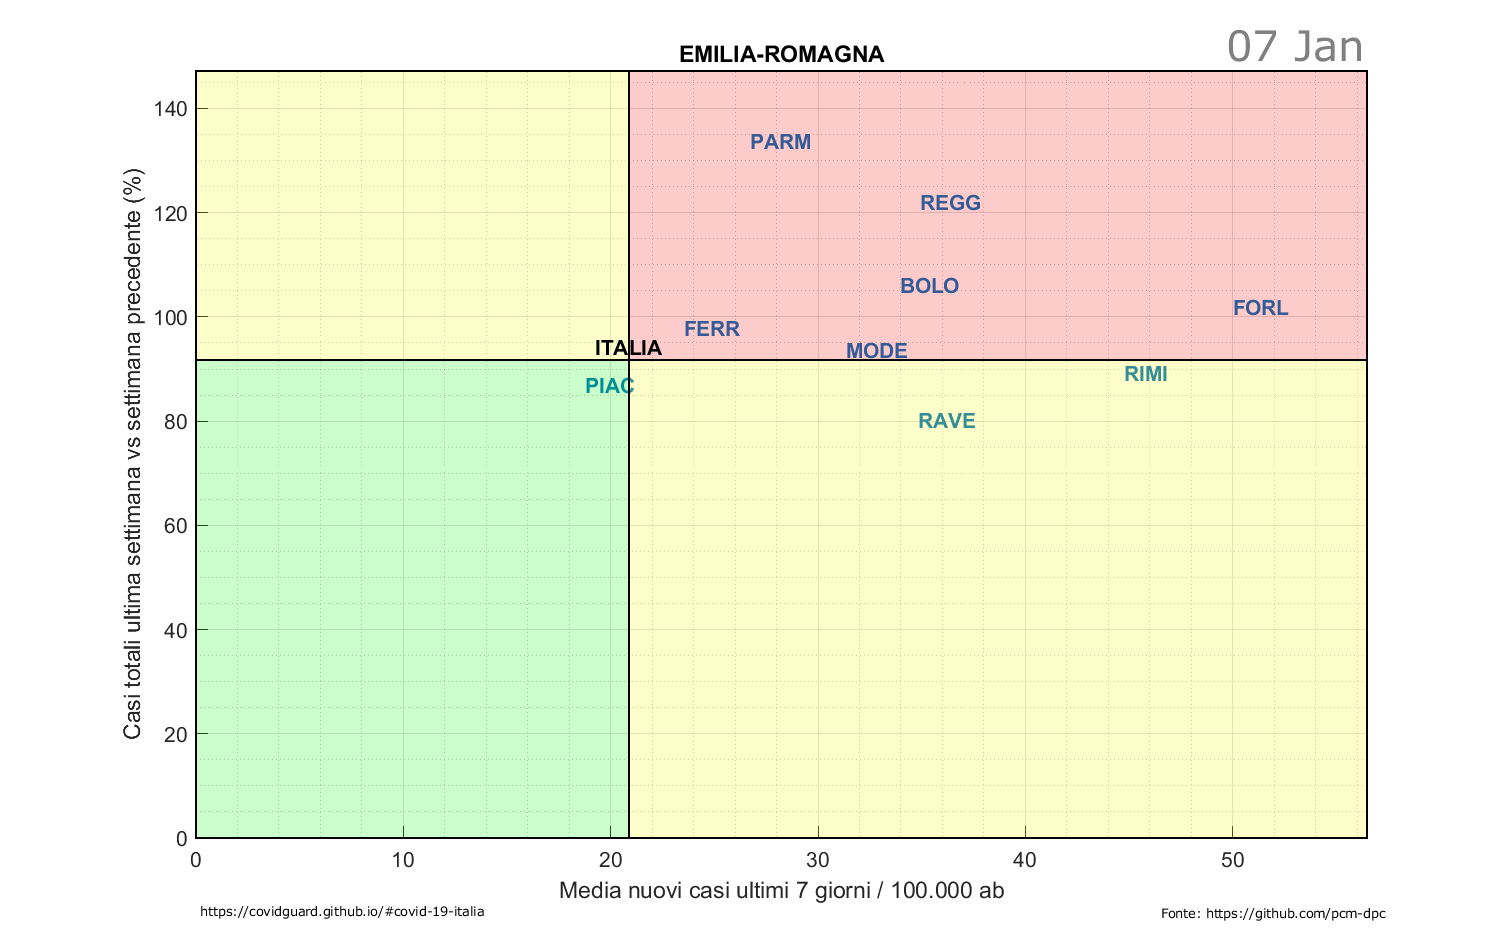 07 Jan
EMILIA-ROMAGNA
Casi totali ultima settimana vs settimana precedente (%)
140
120
100
80
60
40
20
0
PARM
REGG
BOLO
FORL
FERR
ITALIA
MODE
RIMI
PIAC
RAVE
0 10 20 30 40 50
Media nuovi casi ultimi 7 giorni / 100.000 ab
https://covidguard.github.io/#covid-19-italia
Fonte: https://github.com/pcm-dpc